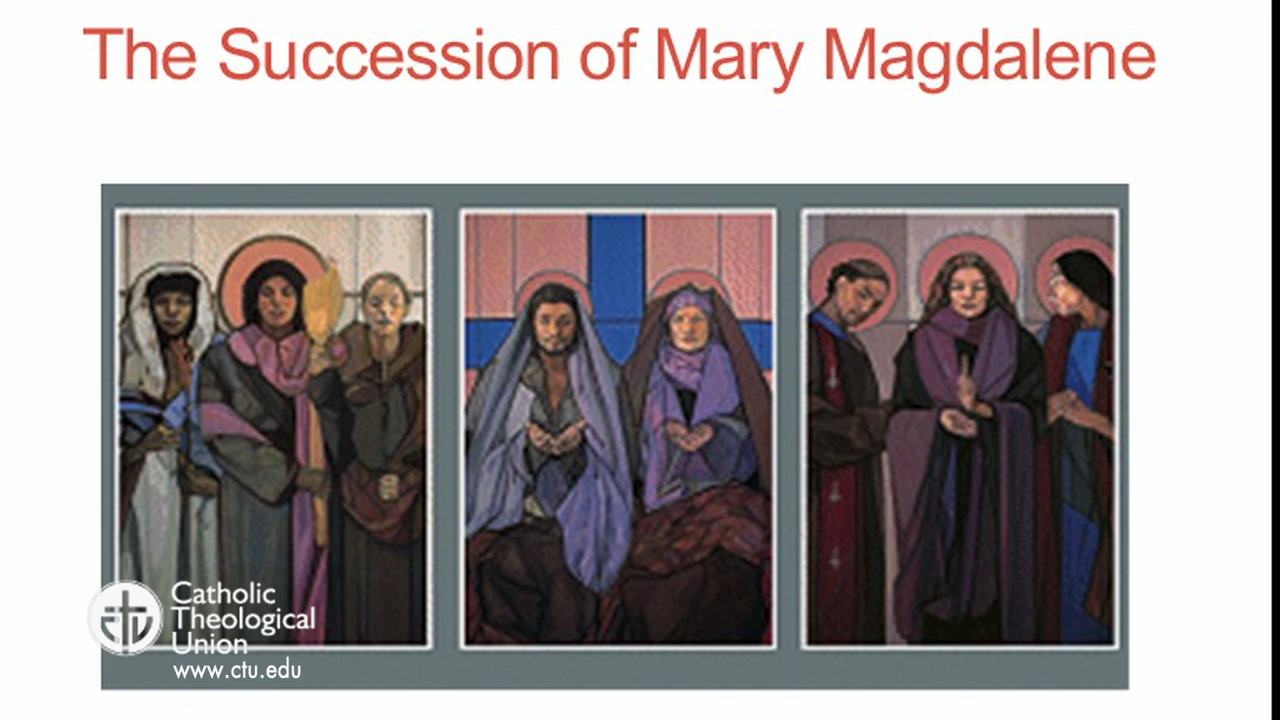 The Succession of Mary Magdalene
Catholic
Theological
Union
www.ctu.edu